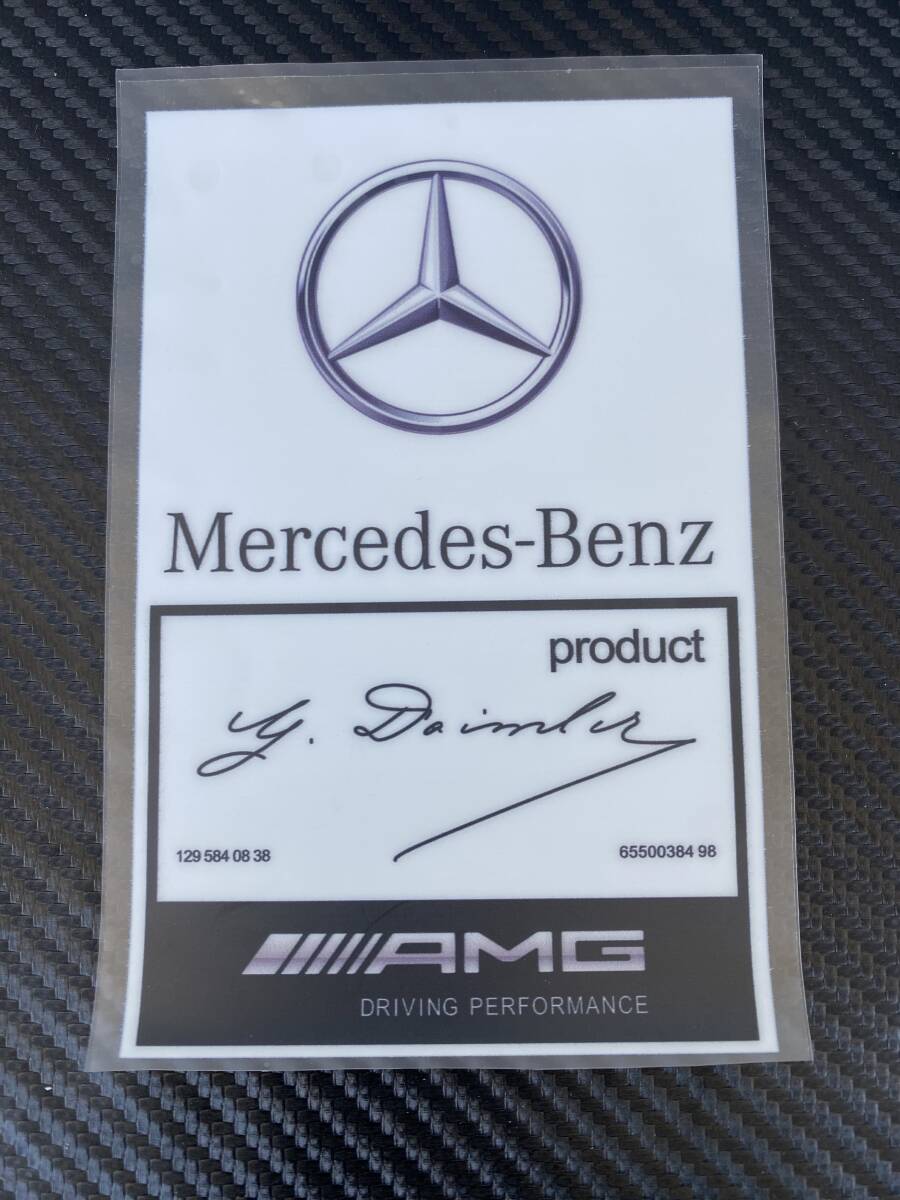 Mercedes-Benz
product
G. Daimler
129 584 08 38
65500384 98
AMG
DRIVING PERFORMANCE